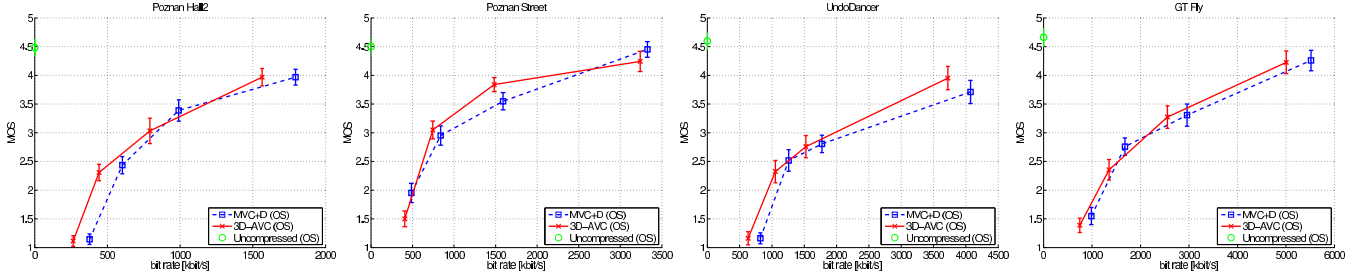 Poznan Hall2
MOS
5
4.5
4
3.5
3
2.5
2
1.5
1
0
500
1000
1500
2000
bit rate [kbit/s]
MVC+D (OS)
3D-AVC (OS)
Uncompressed (OS)
Poznan Street
MOS
5
4.5
4
3.5
3
2.5
2
1.5
1
0
500
1000
1500
2000
2500
3000
3500
bit rate [kbit/s]
MVC+D (OS)
3D-AVC (OS)
Uncompressed (OS)
UndoDancer
MOS
5
4.5
4
3.5
3
2.5
2
1.5
1
0
500
1000
1500
2000
2500
3000
3500
4000
4500
bit rate [kbit/s]
MVC+D (OS)
3D-AVC (OS)
Uncompressed (OS)
GT Fly
MOS
5
4.5
4
3.5
3
2.5
2
1.5
1
0
1000
2000
3000
4000
5000
6000
bit rate [kbit/s]
MVC+D (OS)
3D-AVC (OS)
Uncompressed (OS)